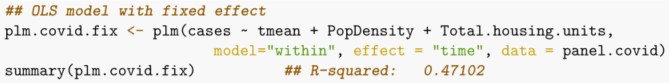 ## OLS model with fixed effect
plm.covid.fix <- plm(cases ~ tmean + PopDensity + Total.housing.units,
model="within", effect = "time", data = panel.covid)
summary(plm.covid.fix) ## R-squared: 0.47102